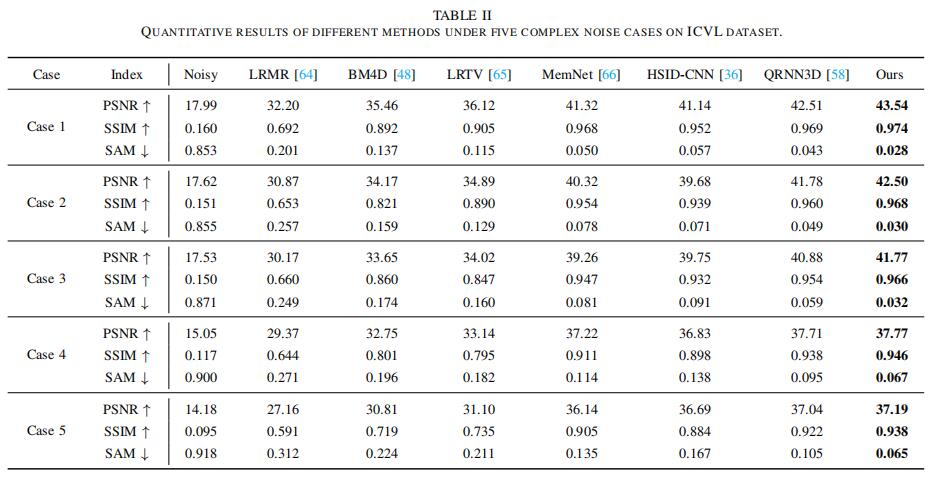 TABLE II
QUANTITATIVE RESULTS OF DIFFERENT METHODS UNDER FIVE COMPLEX NOISE CASES ON ICVL DATASET.
Case Index Noisy LRMR [64] BM4D [48] LRTV [65] MemNet [66] HSID-CNN [36] QRNN3D [58] Ours
PSNR ↑ 17.99 32.20 35.46 36.12 41.32 41.14 42.51 43.54
Case 1 SSIM ↑ 0.160 0.692 0.892 0.905 0.968 0.952 0.969 0.974
SAM ↓ 0.853 0.201 0.137 0.115 0.050 0.057 0.043 0.028
PSNR ↑ 17.62 30.87 34.17 34.89 40.32 39.68 41.78 42.50
Case 2 SSIM ↑ 0.151 0.653 0.821 0.890 0.954 0.939 0.960 0.968
SAM ↓ 0.855 0.257 0.159 0.129 0.078 0.071 0.049 0.030
PSNR ↑ 17.53 30.17 33.65 34.02 39.26 39.75 40.88 41.77
Case 3 SSIM ↑ 0.150 0.660 0.860 0.847 0.947 0.932 0.954 0.966
SAM ↓ 0.871 0.249 0.174 0.160 0.081 0.091 0.059 0.032
PSNR ↑ 15.05 29.37 32.75 33.14 37.22 36.83 37.71 37.77
Case 4 SSIM ↑ 0.117 0.644 0.801 0.795 0.911 0.898 0.938 0.946
SAM ↓ 0.900 0.271 0.196 0.182 0.114 0.138 0.095 0.067
PSNR ↑ 14.18 27.16 30.81 31.10 36.14 36.69 37.04 37.19
Case 5 SSIM ↑ 0.095 0.591 0.719 0.735 0.905 0.884 0.922 0.938
SAM ↓ 0.918 0.312 0.224 0.211 0.135 0.167 0.105 0.065